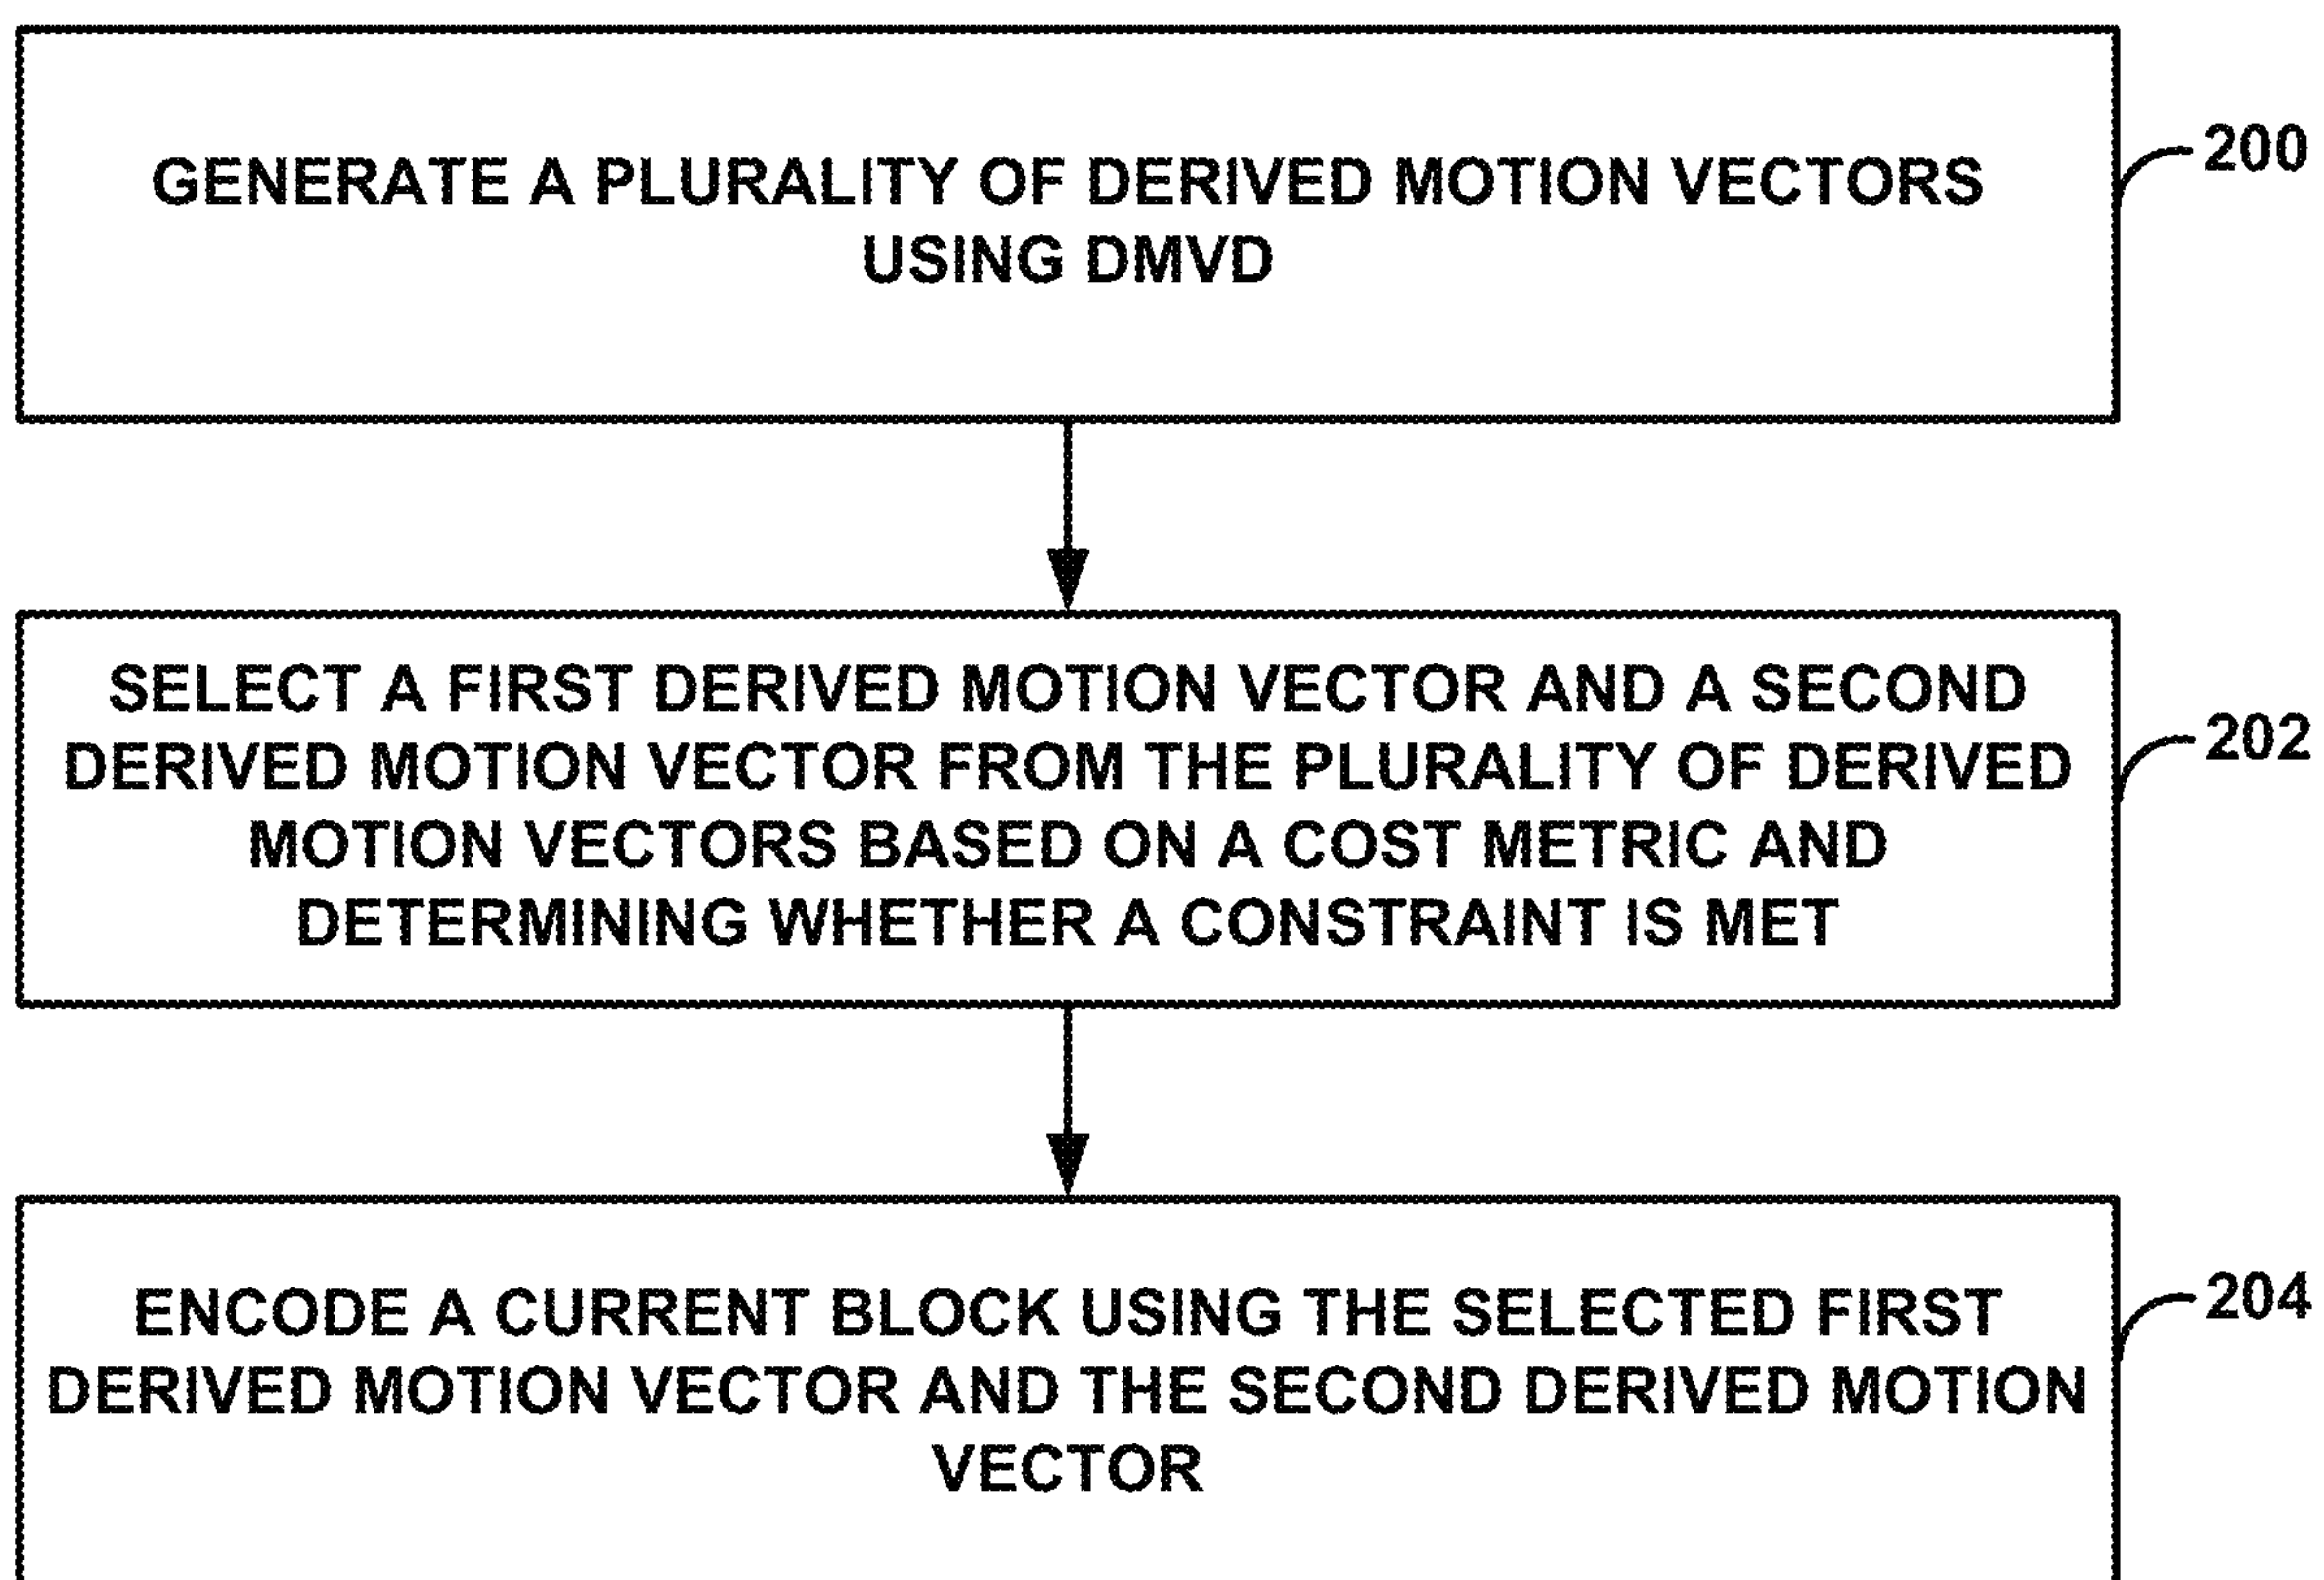 GENERATE A PLURALITY OF DERIVED MOTION VECTORS
USING DMVD
200
SELECT A FIRST DERIVED MOTION VECTOR AND A SECOND
DERIVED MOTION VECTOR FROM THE PLURALITY OF DERIVED
MOTION VECTORS BASED ON A COST METRIC AND
DETERMINING WHETHER A CONSTRAINT IS MET
202
ENCODE A CURRENT BLOCK USING THE SELECTED FIRST
DERIVED MOTION VECTOR AND THE SECOND DERIVED MOTION
VECTOR
204